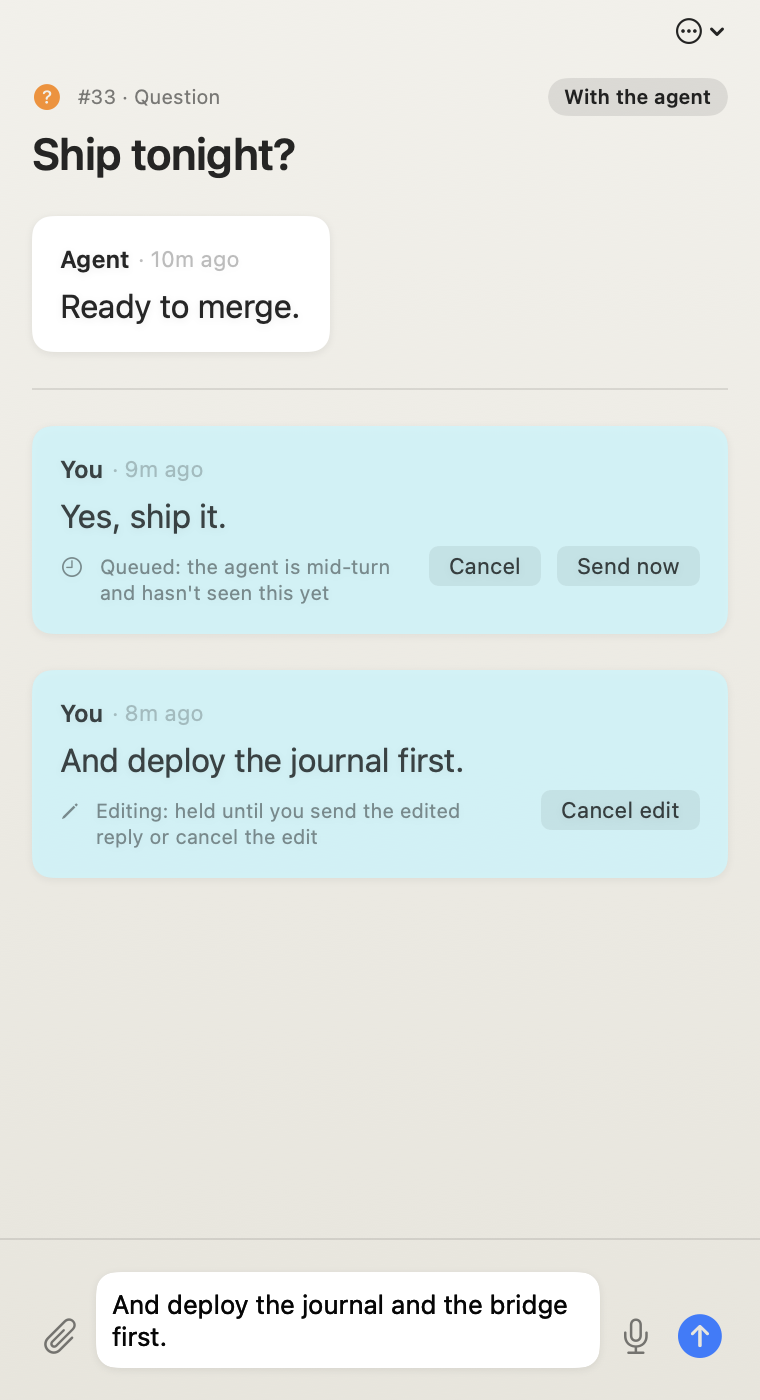 #33 · Question
With the agent
Ship tonight?
Agent · 10m ago
Ready to merge.
You · 9m ago
Yes, ship it.
Queued: the agent is mid-turn
and hasn't seen this yet
Cancel
Send now
You · 8m ago
And deploy the journal first.
Editing: held until you send the edited
reply or cancel the edit
Cancel edit
And deploy the journal and the bridge
first.